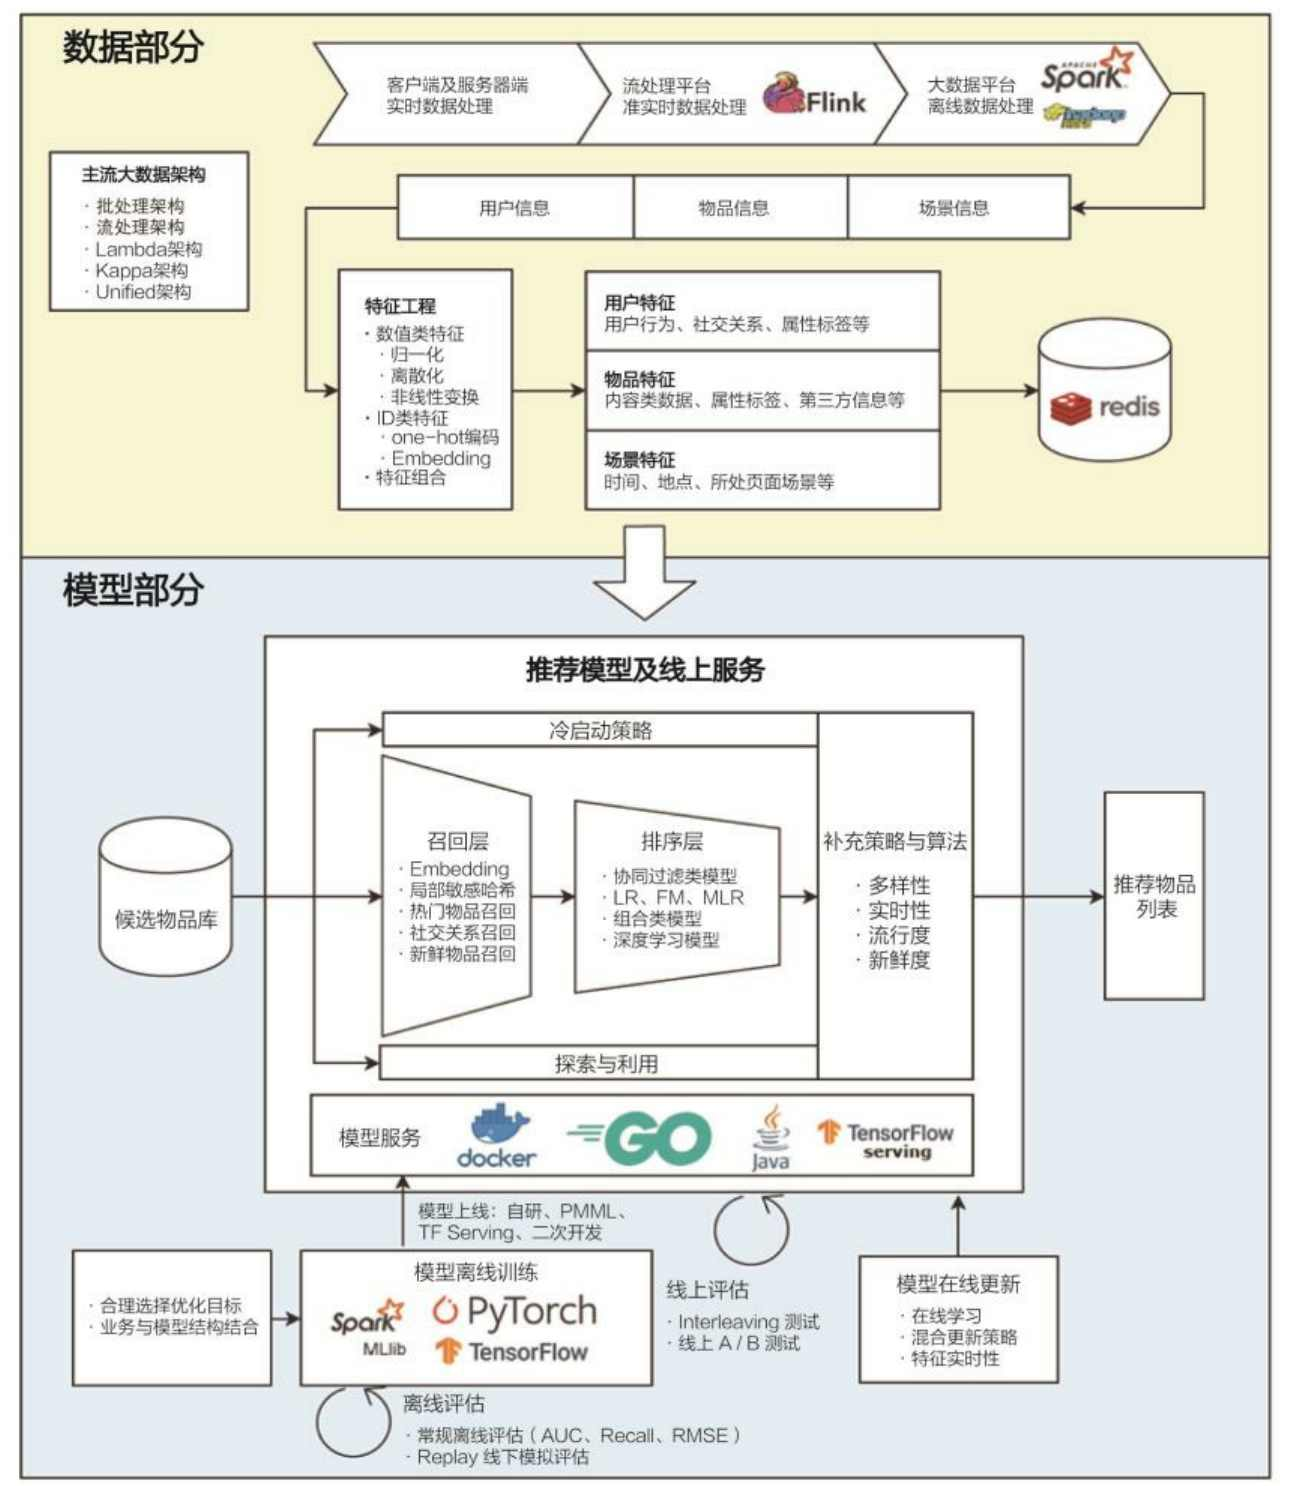 数据部分
客户端及服务器端
实时数据处理
流处理平台
准实时数据处理
Flink
大数据平台
离线数据处理
APACHE
Spark
hadoop
主流大数据架构
· 批处理架构
· 流处理架构
· Lambda架构
· Kappa架构
· Unified架构
用户信息
物品信息
场景信息
特征工程
· 数值类特征
· 归一化
· 离散化
· 非线性变换
· ID类特征
· one-hot编码
· Embedding
· 特征组合
用户特征
用户行为、社交关系、属性标签等
物品特征
内容类数据、属性标签、第三方信息等
场景特征
时间、地点、所处页面场景等
redis
模型部分
推荐模型及线上服务
冷启动策略
候选物品库
召回层
· Embedding
· 局部敏感哈希
· 热门物品召回
· 社交关系召回
· 新鲜物品召回
排序层
· 协同过滤类模型
· LR、FM、MLR
· 组合类模型
· 深度学习模型
补充策略与算法
· 多样性
· 实时性
· 流行度
· 新鲜度
推荐物品
列表
探索与利用
模型服务
docker
GO
Java
TensorFlow
serving
模型上线：自研、PMML、
TF Serving、二次开发
· 合理选择优化目标
· 业务与模型结构结合
模型离线训练
Spark
MLlib
PyTorch
TensorFlow
线上评估
· Interleaving 测试
· 线上 A / B 测试
模型在线更新
· 在线学习
· 混合更新策略
· 特征实时性
离线评估
· 常规离线评估（AUC、Recall、RMSE）
· Replay 线下模拟评估